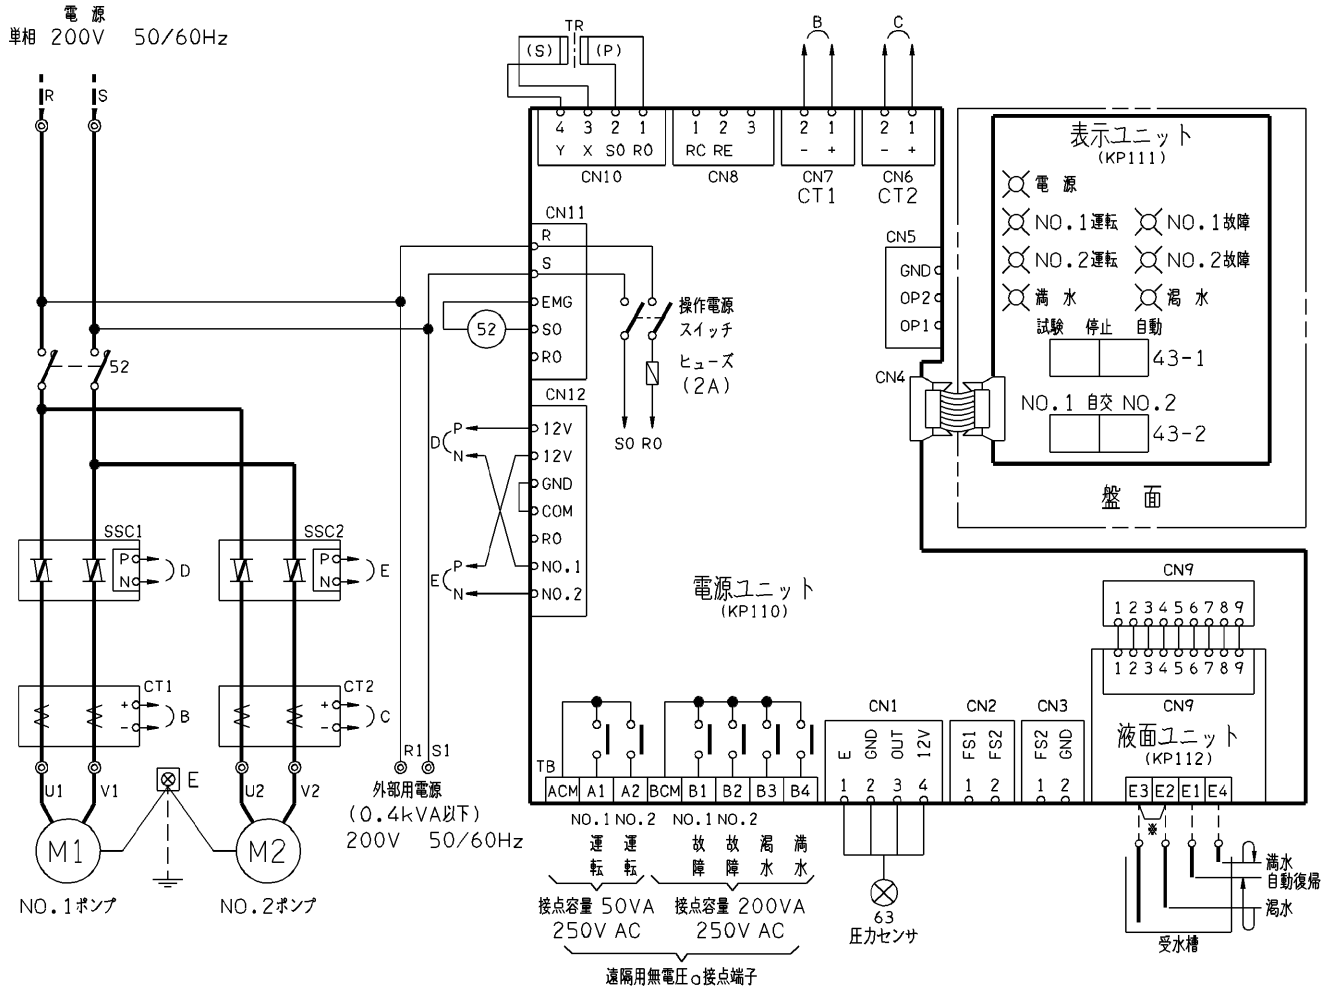 電源
単相 200V 50/60Hz
R
S
52
SSC1
P
N
D
SSC2
P
N
E
CT1
+
-
B
CT2
+
-
C
U1
V1
U2
V2
E
M1
M2
NO.1ポンプ
NO.2ポンプ
R1
S1
外部用電源
(0.4kVA以下)
200V 50/60Hz
TR
(S)
(P)
4 3 2 1
Y X SO RO
CN10
1 2 3
RC RE
CN8
B
2 1
- +
CN7
CT1
C
2 1
- +
CN6
CT2
CN11
R
S
EMG
SO
RO
52
操作電源
スイッチ
ヒューズ
(2A)
SO RO
CN12
12V
12V
GND
COM
RO
NO.1
NO.2
D
P
N
E
P
N
CN5
GND
OP2
OP1
CN4
表示ユニット
(KP111)
電源
NO.1運転 NO.1故障
NO.2運転 NO.2故障
満水 渇水
試験 停止 自動
43-1
NO.1 自交 NO.2
43-2
盤面
電源ユニット
(KP110)
CN9
1 2 3 4 5 6 7 8 9
1 2 3 4 5 6 7 8 9
CN9
液面ユニット
(KP112)
E3 E2 E1 E4
※
満水
自動復帰
渇水
受水槽
TB
ACM A1 A2 BCM B1 B2 B3 B4
NO.1 NO.2 NO.1 NO.2
運転 運転 故障 故障 渇水 満水
接点容量 50VA
250V AC
接点容量 200VA
250V AC
遠隔用無電圧a接点端子
CN1
E GND OUT 12V
1 2 3 4
CN2
FS1 FS2
1 2
CN3
FS2 GND
1 2
63
圧力センサ